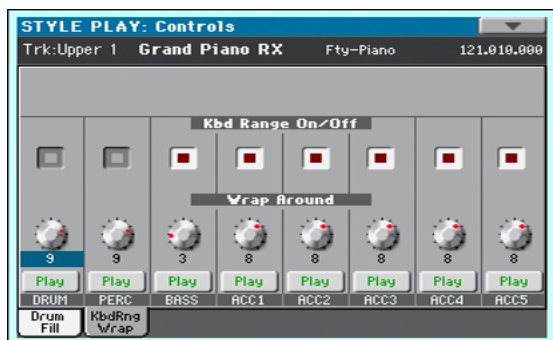 STYLE PLAY: Controls
Trk:Upper 1 Grand Piano RX Fty-Piano 121.010.000
Kbd Range On/Off
Wrap Around
9 9 3 8 8 8 8 8
Play Play Play Play Play Play Play Play
DRUM PERC BASS ACC1 ACC2 ACC3 ACC4 ACC5
Drum Fill KbdRng Wrap